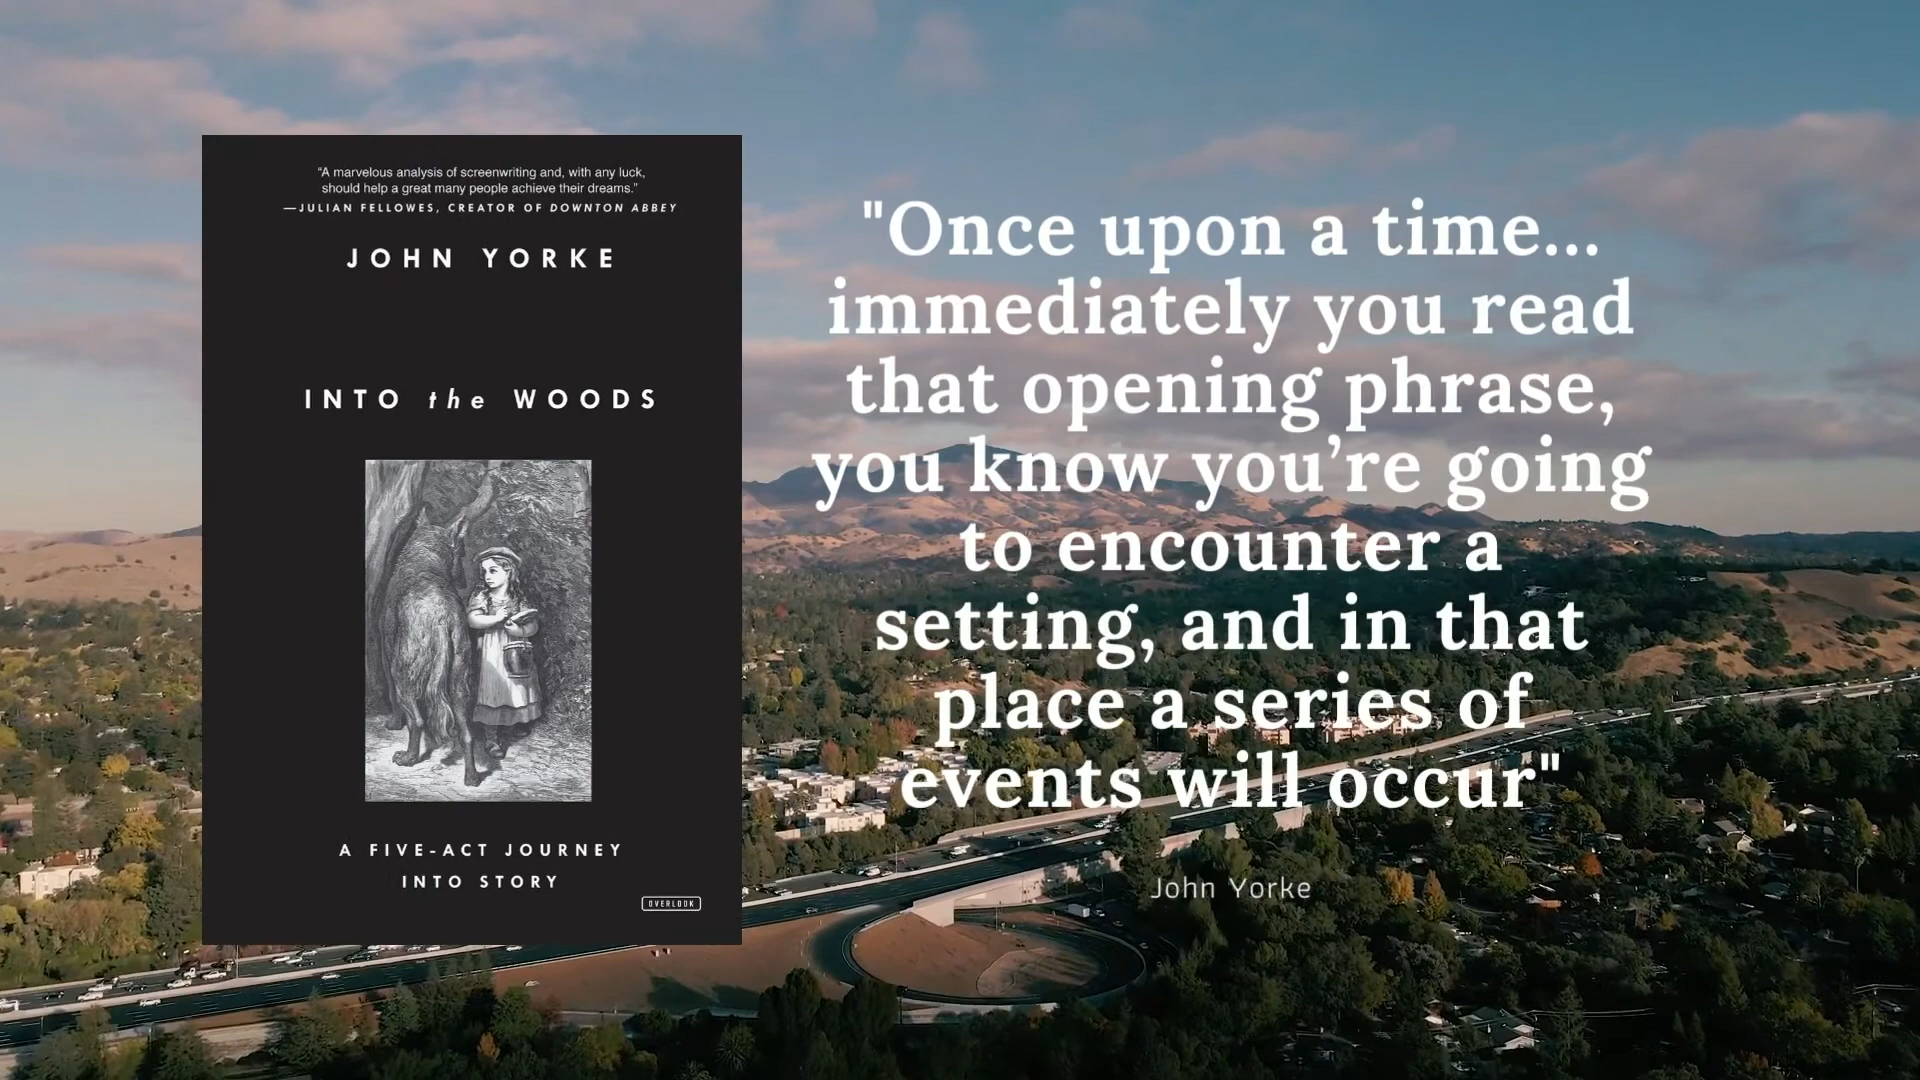 “A marvelous analysis of screenwriting and, with any luck,
should help a great many people achieve their dreams.”
—JULIAN FELLOWES, CREATOR OF DOWNTON ABBEY
JOHN YORKE
INTO the WOODS
A FIVE-ACT JOURNEY
INTO STORY
OVERLOOK
"Once upon a time...
immediately you read
that opening phrase,
you know you’re going
to encounter a
setting, and in that
place a series of
events will occur"
John Yorke